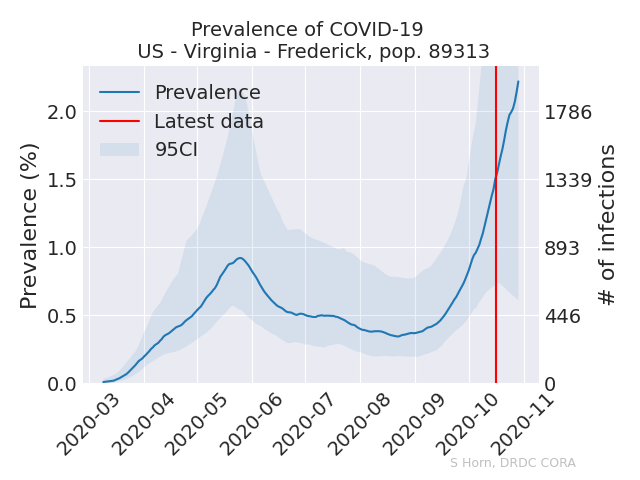 Prevalence of COVID-19
US - Virginia - Frederick, pop. 89313
Prevalence
Latest data
95CI
Prevalence (%)
2.0
1.5
1.0
0.5
0.0
1786
1339
893
446
0
# of infections
2020-03
2020-04
2020-05
2020-06
2020-07
2020-08
2020-09
2020-10
2020-11
S Horn, DRDC CORA